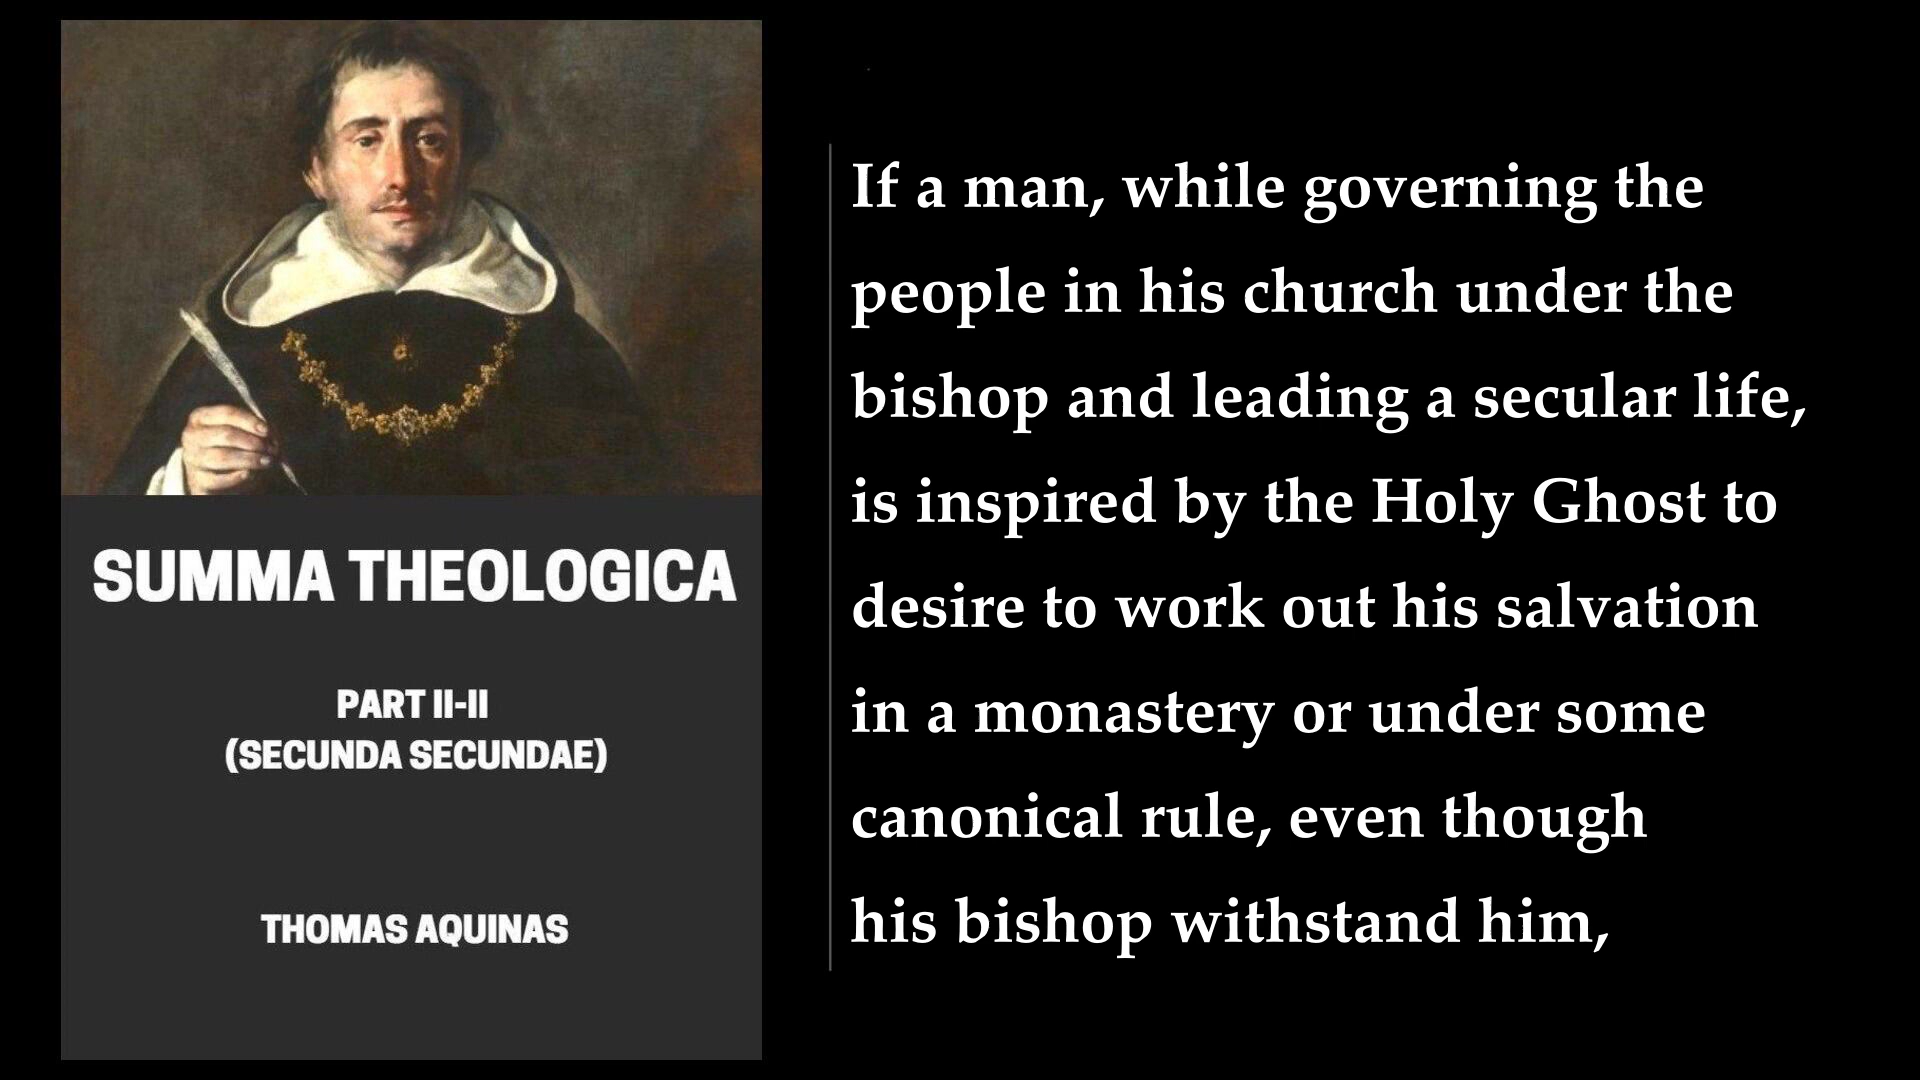 SUMMA THEOLOGICA
PART II-II
(SECUNDA SECUNDAE)
THOMAS AQUINAS
If a man, while governing the
people in his church under the
bishop and leading a secular life,
is inspired by the Holy Ghost to
desire to work out his salvation
in a monastery or under some
canonical rule, even though
his bishop withstand him,